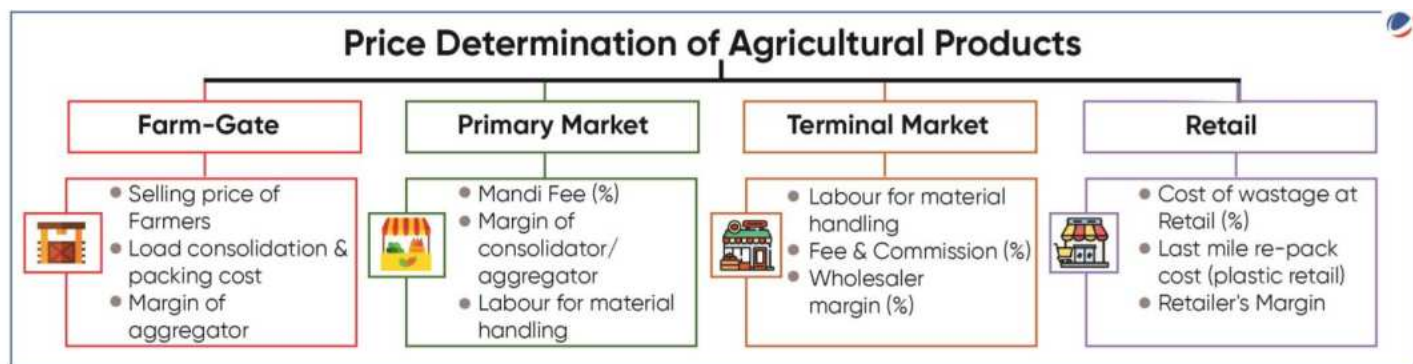 Price Determination of Agricultural Products
Farm-Gate
Selling price of
Farmers
Load consolidation &
packing cost
Margin of
aggregator
Primary Market
Mandi Fee (%)
Margin of
consolidator/
aggregator
Labour for material
handling
Terminal Market
Labour for material
handling
Fee & Commission (%)
Wholesaler
margin (%)
Retail
Cost of wastage at
Retail (%)
Last mile re-pack
cost (plastic retail)
Retailer's Margin